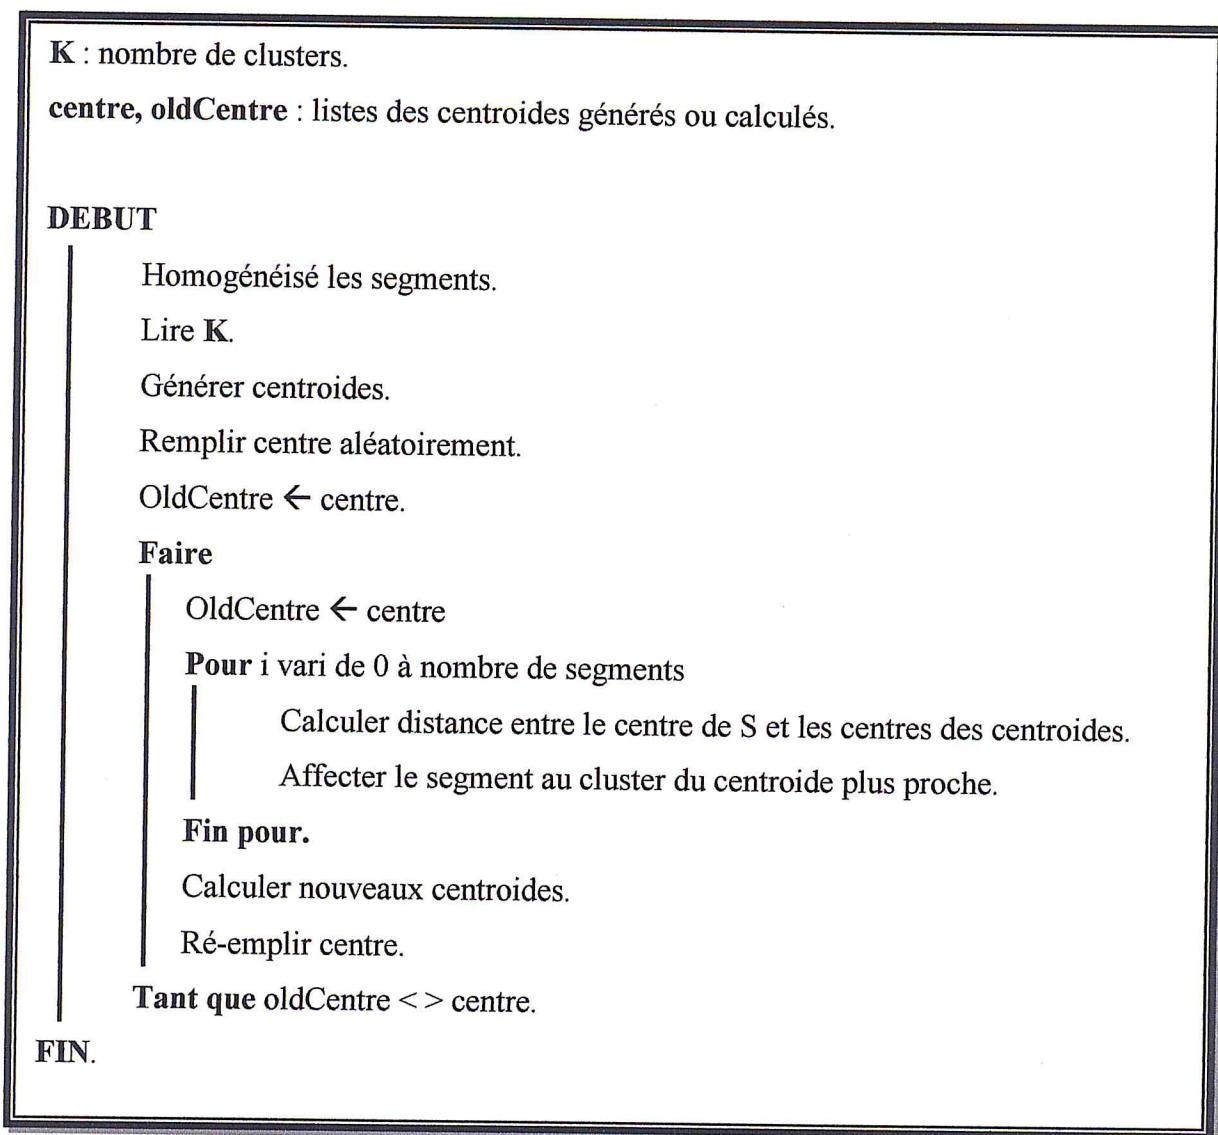 K : nombre de clusters.
centre, oldCentre : listes des centroides générés ou calculés.
DEBUT
Homogénéisé les segments.
Lire K.
Générer centroides.
Remplir centre aléatoirement.
OldCentre ← centre.
Faire
OldCentre ← centre
Pour i vari de 0 à nombre de segments
Calculer distance entre le centre de S et les centres des centroides.
Affecter le segment au cluster du centroide plus proche.
Fin pour.
Calculer nouveaux centroides.
Ré-emplir centre.
Tant que oldCentre < > centre.
FIN.